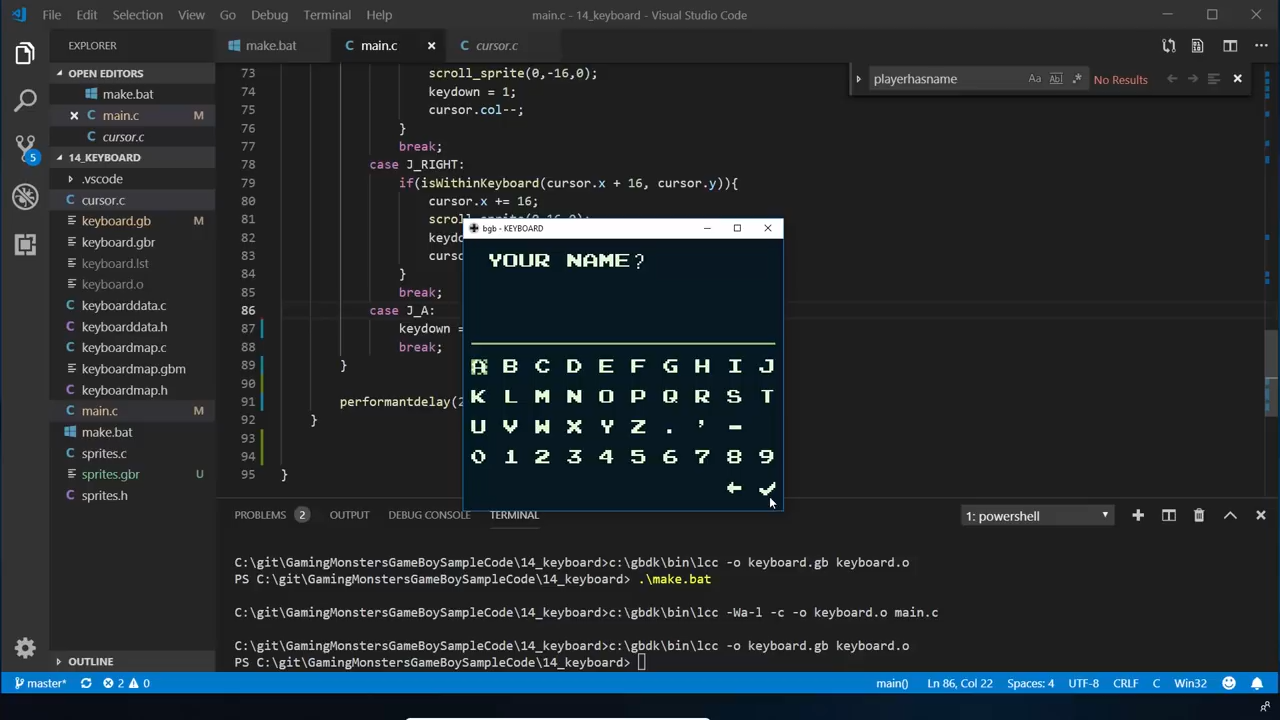 File Edit Selection View Go Debug Terminal Help main.c - 14_keyboard - Visual Studio Code
EXPLORER
OPEN EDITORS
make.bat
main.c M
cursor.c
14_KEYBOARD
.vscode
cursor.c
keyboard.gb M
keyboard.gbr
keyboard.lst
keyboard.o
keyboarddata.c
keyboarddata.h
keyboardmap.c
keyboardmap.gbm
keyboardmap.h
main.c M
make.bat
sprites.c
sprites.gbr U
sprites.h
OUTLINE
5
make.bat main.c cursor.c
playerhasname Aa Abl .* No Results
73 scroll_sprite(0,-16,0);
74 keydown = 1;
75 cursor.col--;
76 }
77 break;
78 case J_RIGHT:
79 if(isWithinKeyboard(cursor.x + 16, cursor.y)){
80 cursor.x += 16;
81 scroll_sprite(0,16,0);
82 keyd
83 curso
84 }
85 break;
86 case J_A:
87 keydown =
88 break;
89 }
90
91 performantdelay(2
92 }
93
94
95 }
bgb - KEYBOARD
YOUR NAME?
A B C D E F G H I J
K L M N O P Q R S T
U V W X Y Z . ' -
0 1 2 3 4 5 6 7 8 9
← ✓
PROBLEMS 2 OUTPUT DEBUG CONSOLE TERMINAL 1: powershell
C:\git\GamingMonstersGameBoySampleCode\14_keyboard>c:\gbdk\bin\lcc -o keyboard.gb keyboard.o
PS C:\git\GamingMonstersGameBoySampleCode\14_keyboard> .\make.bat
C:\git\GamingMonstersGameBoySampleCode\14_keyboard>c:\gbdk\bin\lcc -Wa-l -c -o keyboard.o main.c
C:\git\GamingMonstersGameBoySampleCode\14_keyboard>c:\gbdk\bin\lcc -o keyboard.gb keyboard.o
PS C:\git\GamingMonstersGameBoySampleCode\14_keyboard>
master* 2 0 main() Ln 86, Col 22 Spaces: 4 UTF-8 CRLF C Win32